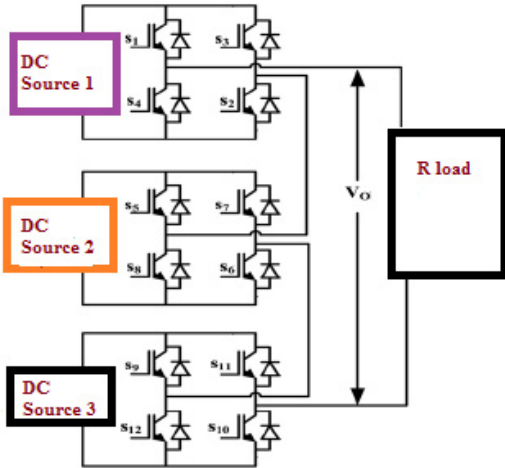 s1
s3
DC
Source 1
s4
s2
R load
Vo
s5
s7
DC
Source 2
s8
s6
s9
s11
DC
Source 3
s12
s10